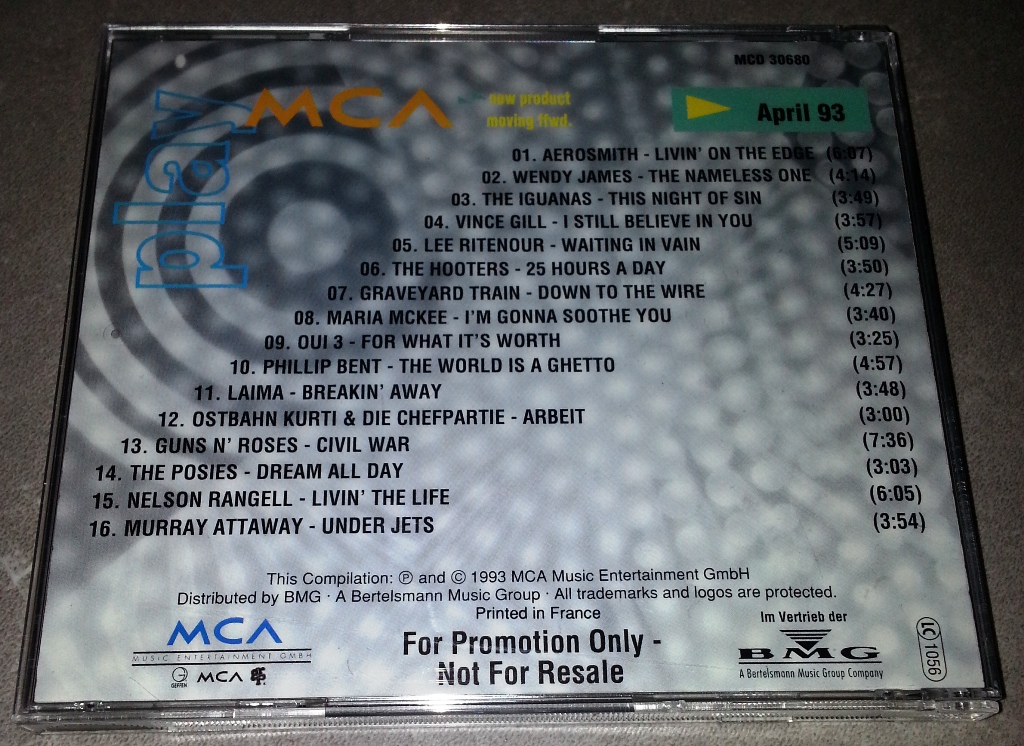 MCD 30680
play
MCA
new product
moving ffwd.
April 93
01. AEROSMITH - LIVIN' ON THE EDGE (6:07)
02. WENDY JAMES - THE NAMELESS ONE (4:14)
03. THE IGUANAS - THIS NIGHT OF SIN (3:49)
04. VINCE GILL - I STILL BELIEVE IN YOU (3:57)
05. LEE RITENOUR - WAITING IN VAIN (5:09)
06. THE HOOTERS - 25 HOURS A DAY (3:50)
07. GRAVEYARD TRAIN - DOWN TO THE WIRE (4:27)
08. MARIA MCKEE - I'M GONNA SOOTHE YOU (3:40)
09. OUI 3 - FOR WHAT IT'S WORTH (3:25)
10. PHILLIP BENT - THE WORLD IS A GHETTO (4:57)
11. LAIMA - BREAKIN' AWAY (3:48)
12. OSTBAHN KURTI & DIE CHEFPARTIE - ARBEIT (3:00)
13. GUNS N' ROSES - CIVIL WAR (7:36)
14. THE POSIES - DREAM ALL DAY (3:03)
15. NELSON RANGELL - LIVIN' THE LIFE (6:05)
16. MURRAY ATTAWAY - UNDER JETS (3:54)
This Compilation: ℗ and © 1993 MCA Music Entertainment GmbH
Distributed by BMG · A Bertelsmann Music Group · All trademarks and logos are protected.
Printed in France
MCA
MUSIC ENTERTAINMENT GMBH
GEFFEN MCA GRP
For Promotion Only -
Not For Resale
Im Vertrieb der
BMG
A Bertelsmann Music Group Company
LC 1056